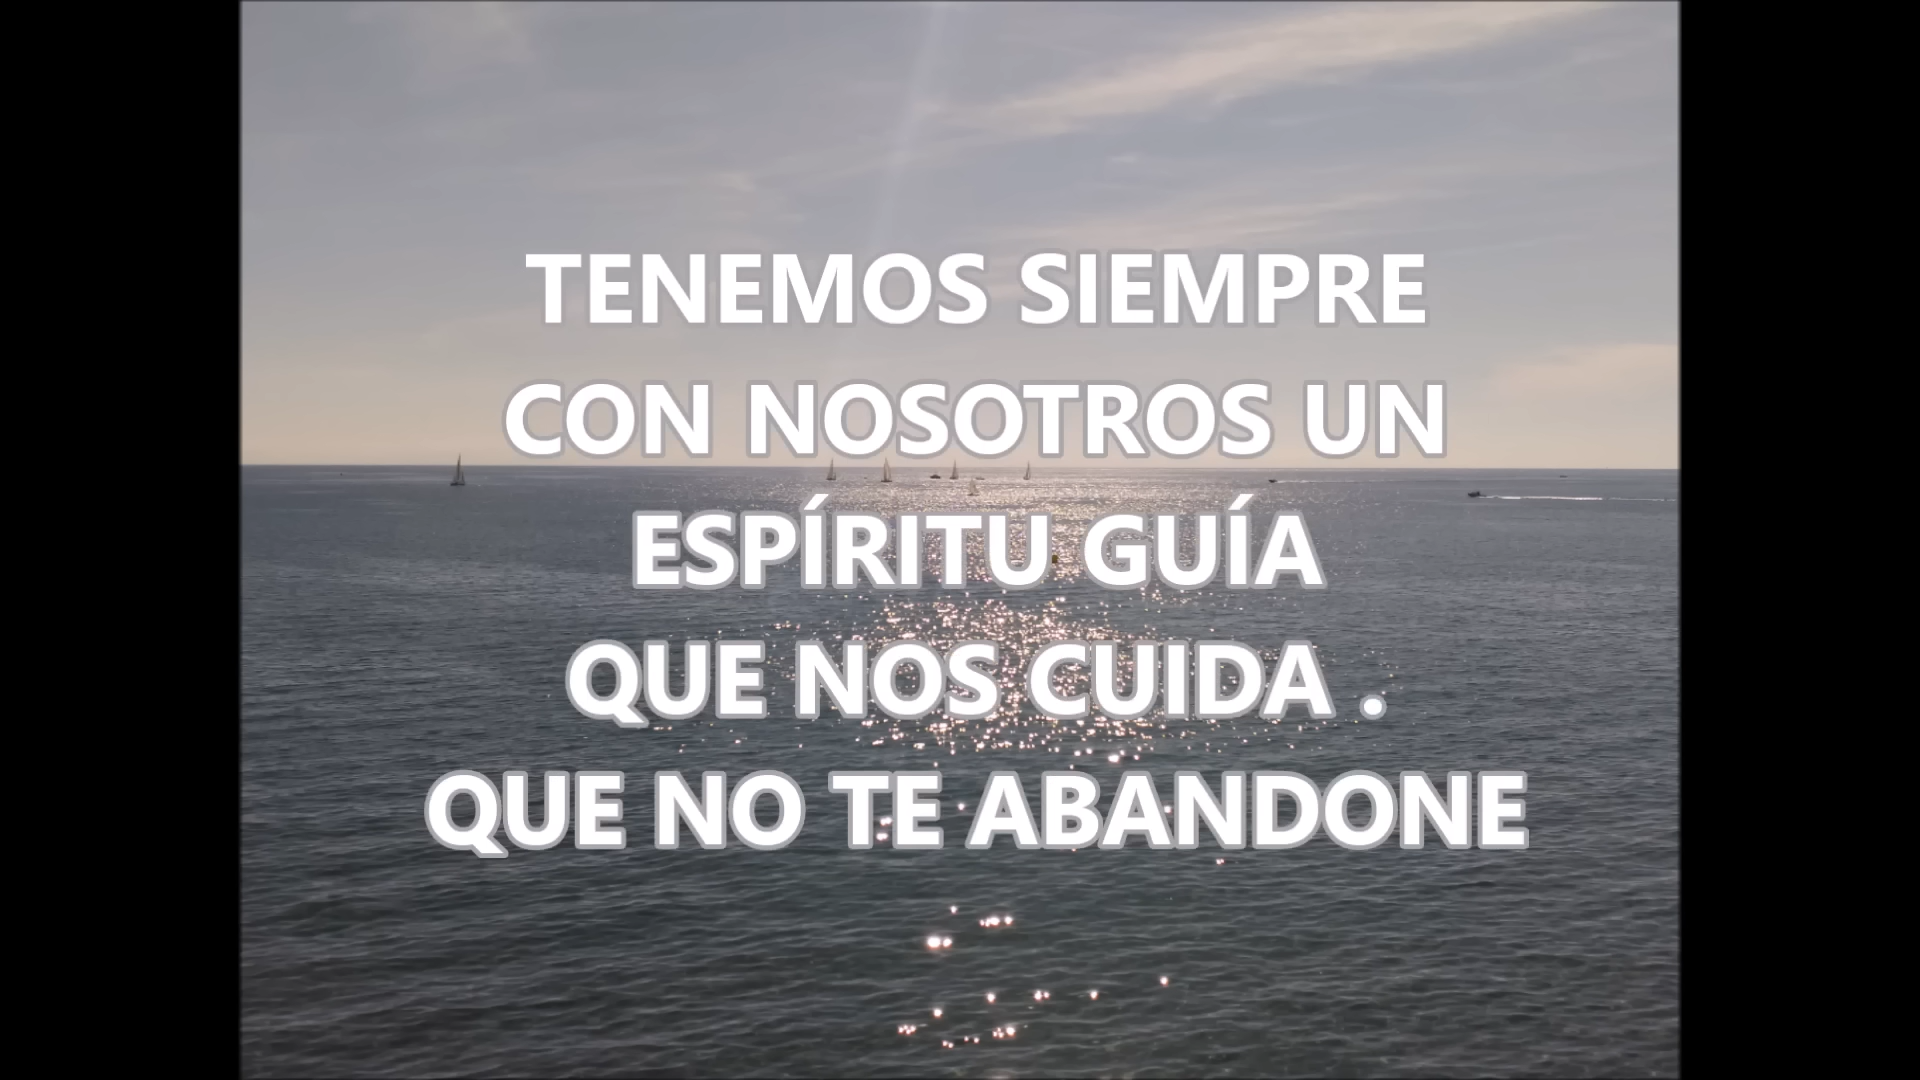 TENEMOS SIEMPRE
CON NOSOTROS UN
ESPÍRITU GUÍA
QUE NOS CUIDA .
QUE NO TE ABANDONE